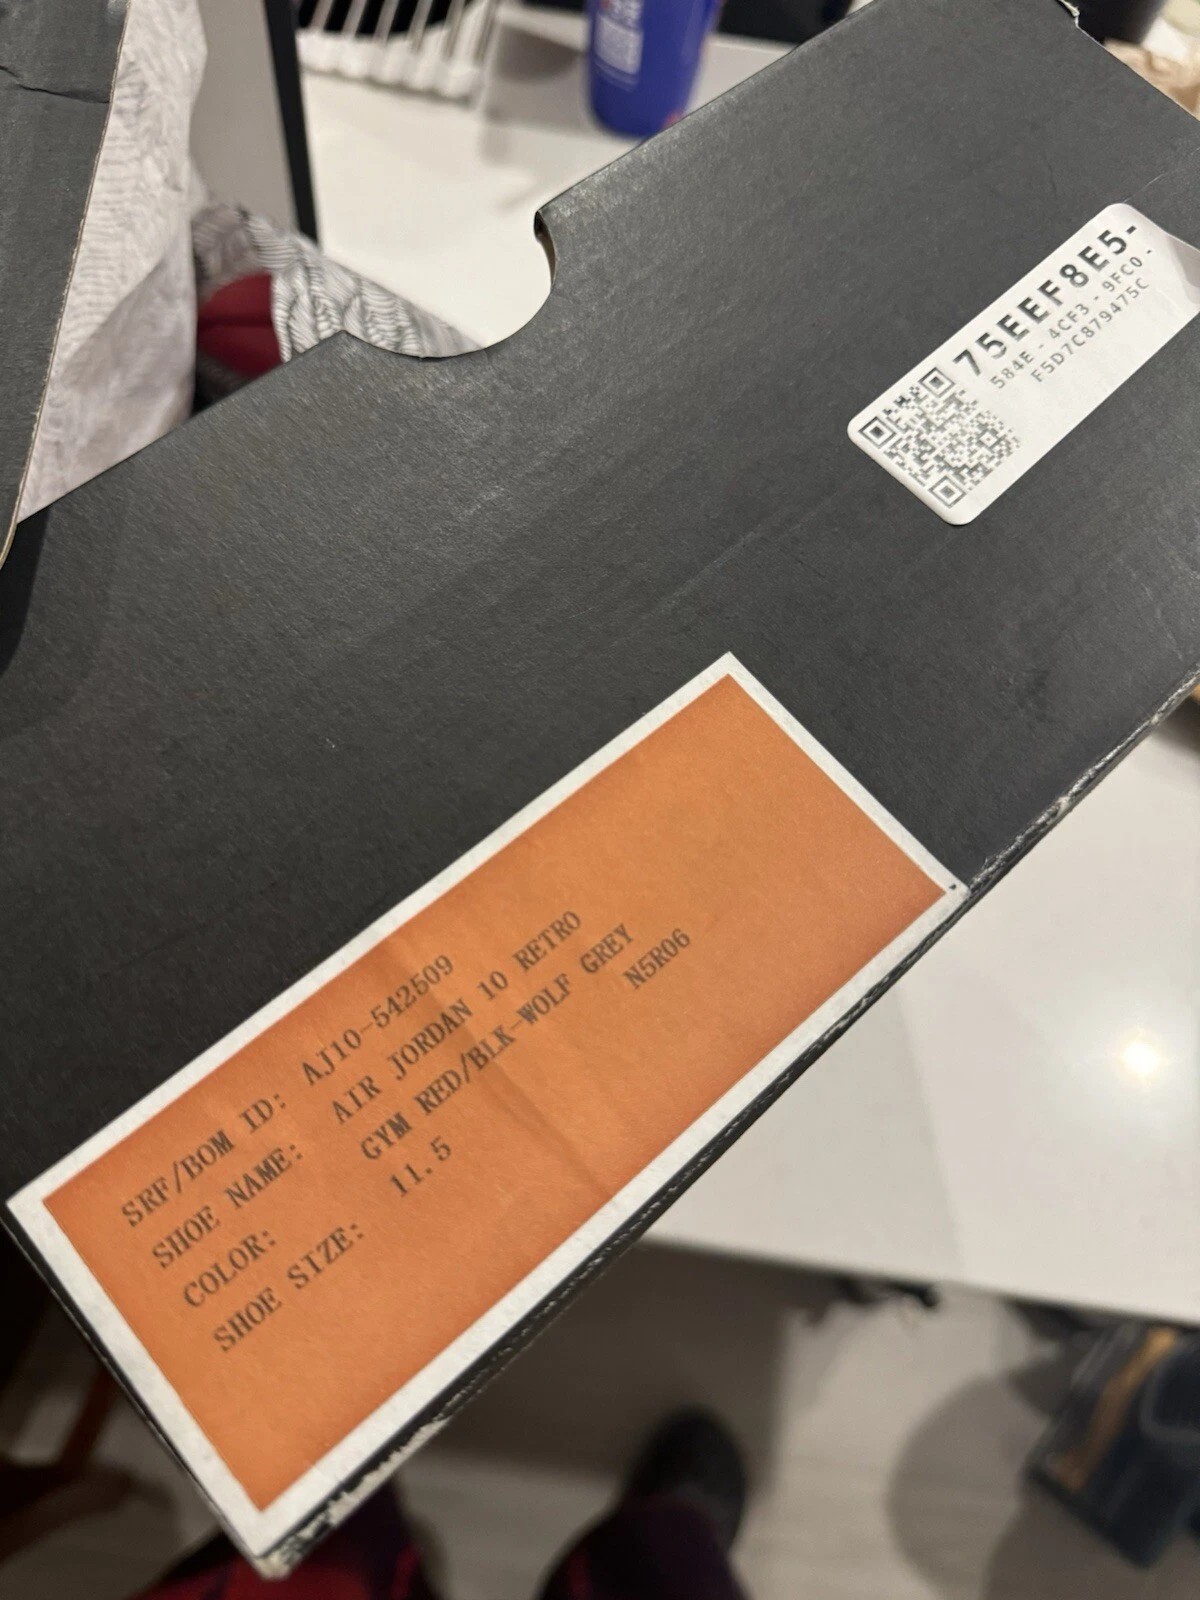 75EEF8E5-
584E - 4CF3 - 9FC0 -
F5D7C879475C
SRF/BOM ID: AJ10-542509
SHOE NAME: AIR JORDAN 10 RETRO
COLOR: GYM RED/BLK-WOLF GREY
SHOE SIZE: 11.5 N5R06